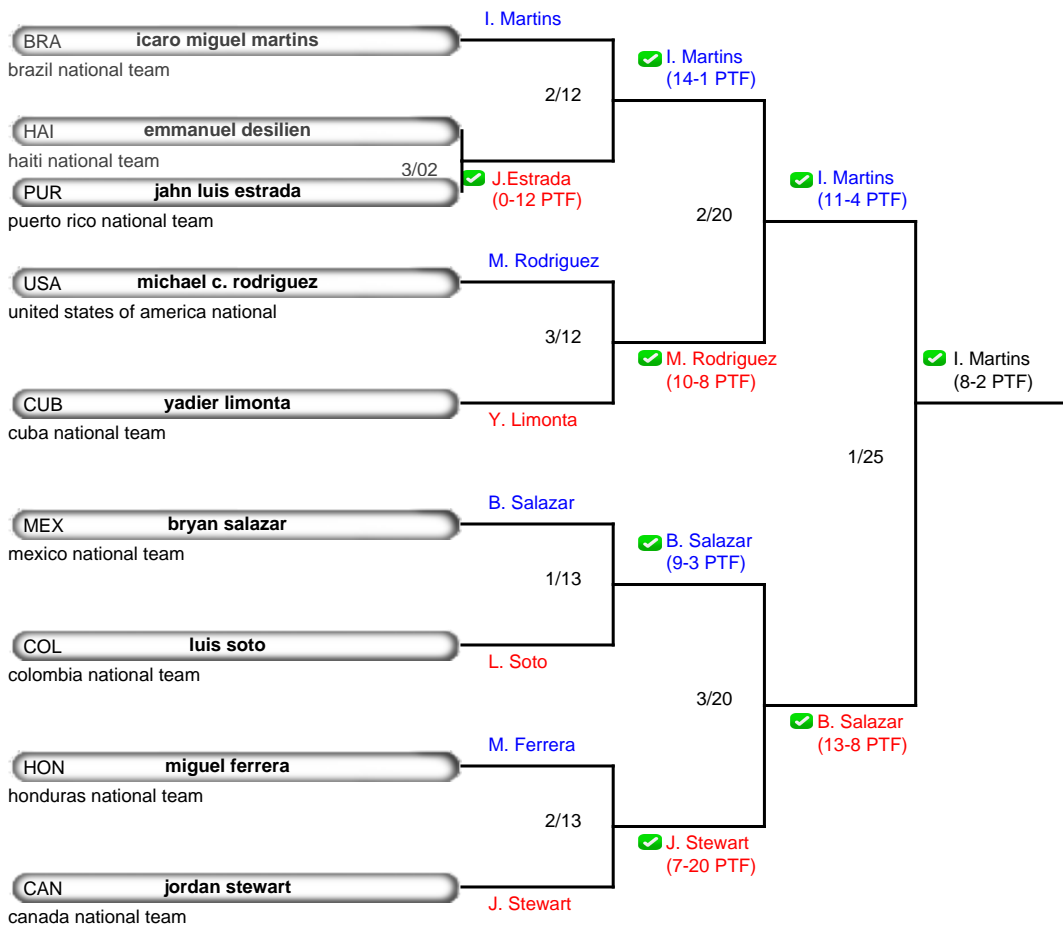 I. Martins
BRA icaro miguel martins
brazil national team
I. Martins
(14-1 PTF)
2/12
HAI emmanuel desilien
haiti national team
3/02
J.Estrada
(0-12 PTF)
PUR jahn luis estrada
puerto rico national team
I. Martins
(11-4 PTF)
2/20
M. Rodriguez
USA michael c. rodriguez
united states of america national
3/12
M. Rodriguez
(10-8 PTF)
I. Martins
(8-2 PTF)
CUB yadier limonta
cuba national team
Y. Limonta
1/25
B. Salazar
MEX bryan salazar
mexico national team
B. Salazar
(9-3 PTF)
1/13
COL luis soto
colombia national team
L. Soto
3/20
B. Salazar
(13-8 PTF)
M. Ferrera
HON miguel ferrera
honduras national team
2/13
J. Stewart
(7-20 PTF)
CAN jordan stewart
canada national team
J. Stewart